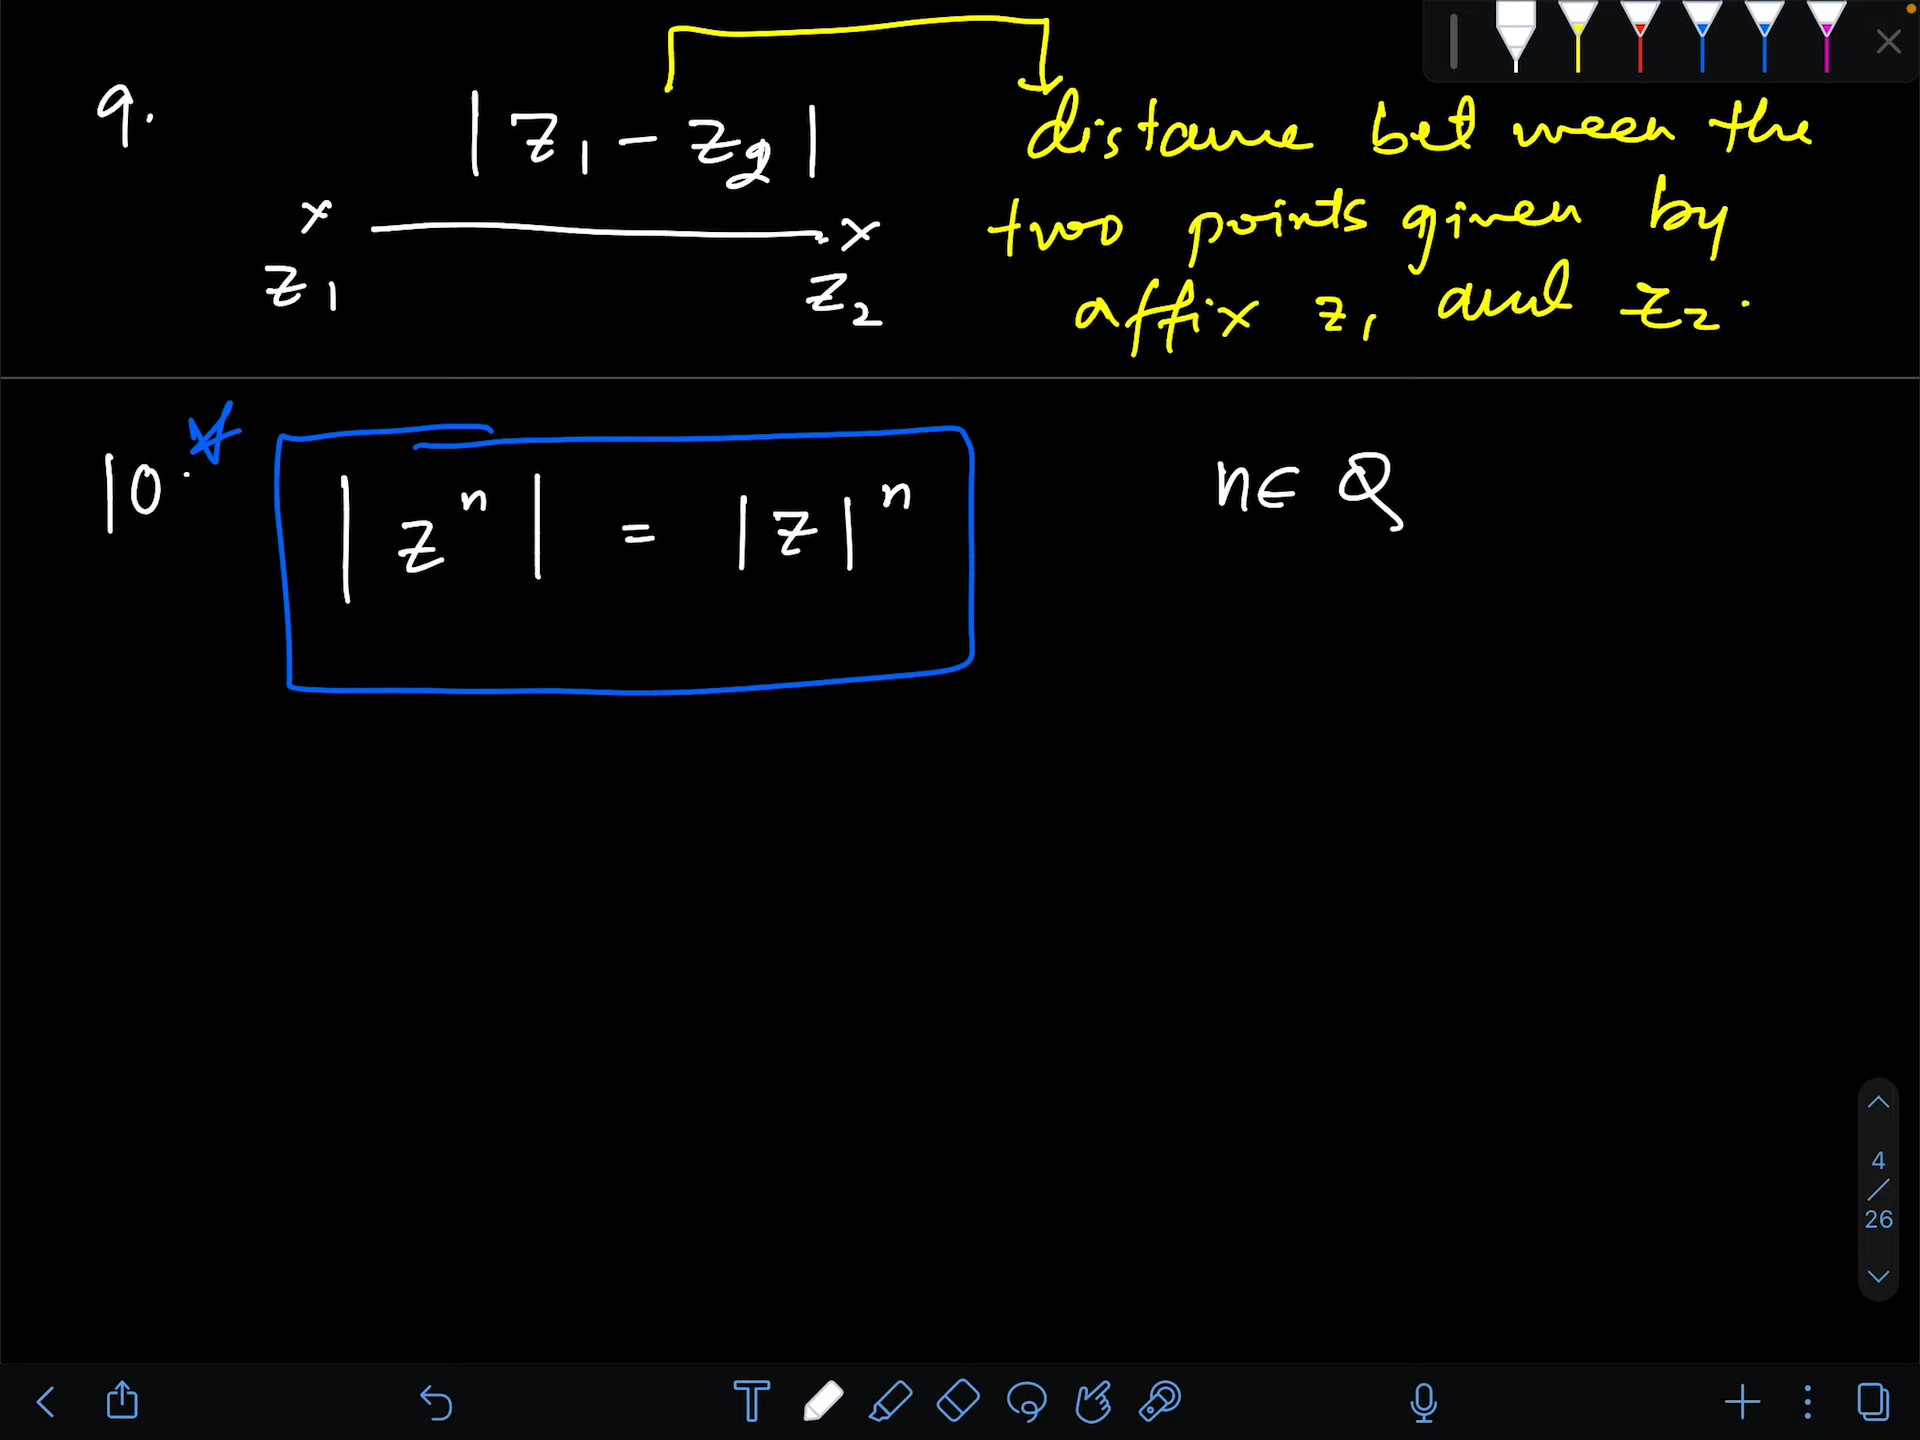 9. |z₁ - z₂| distance between the
z₁ z₂ two points given by
affix z₁ and z₂.
10. |zⁿ| = |z|ⁿ n ∈ Q
4
/
26
T